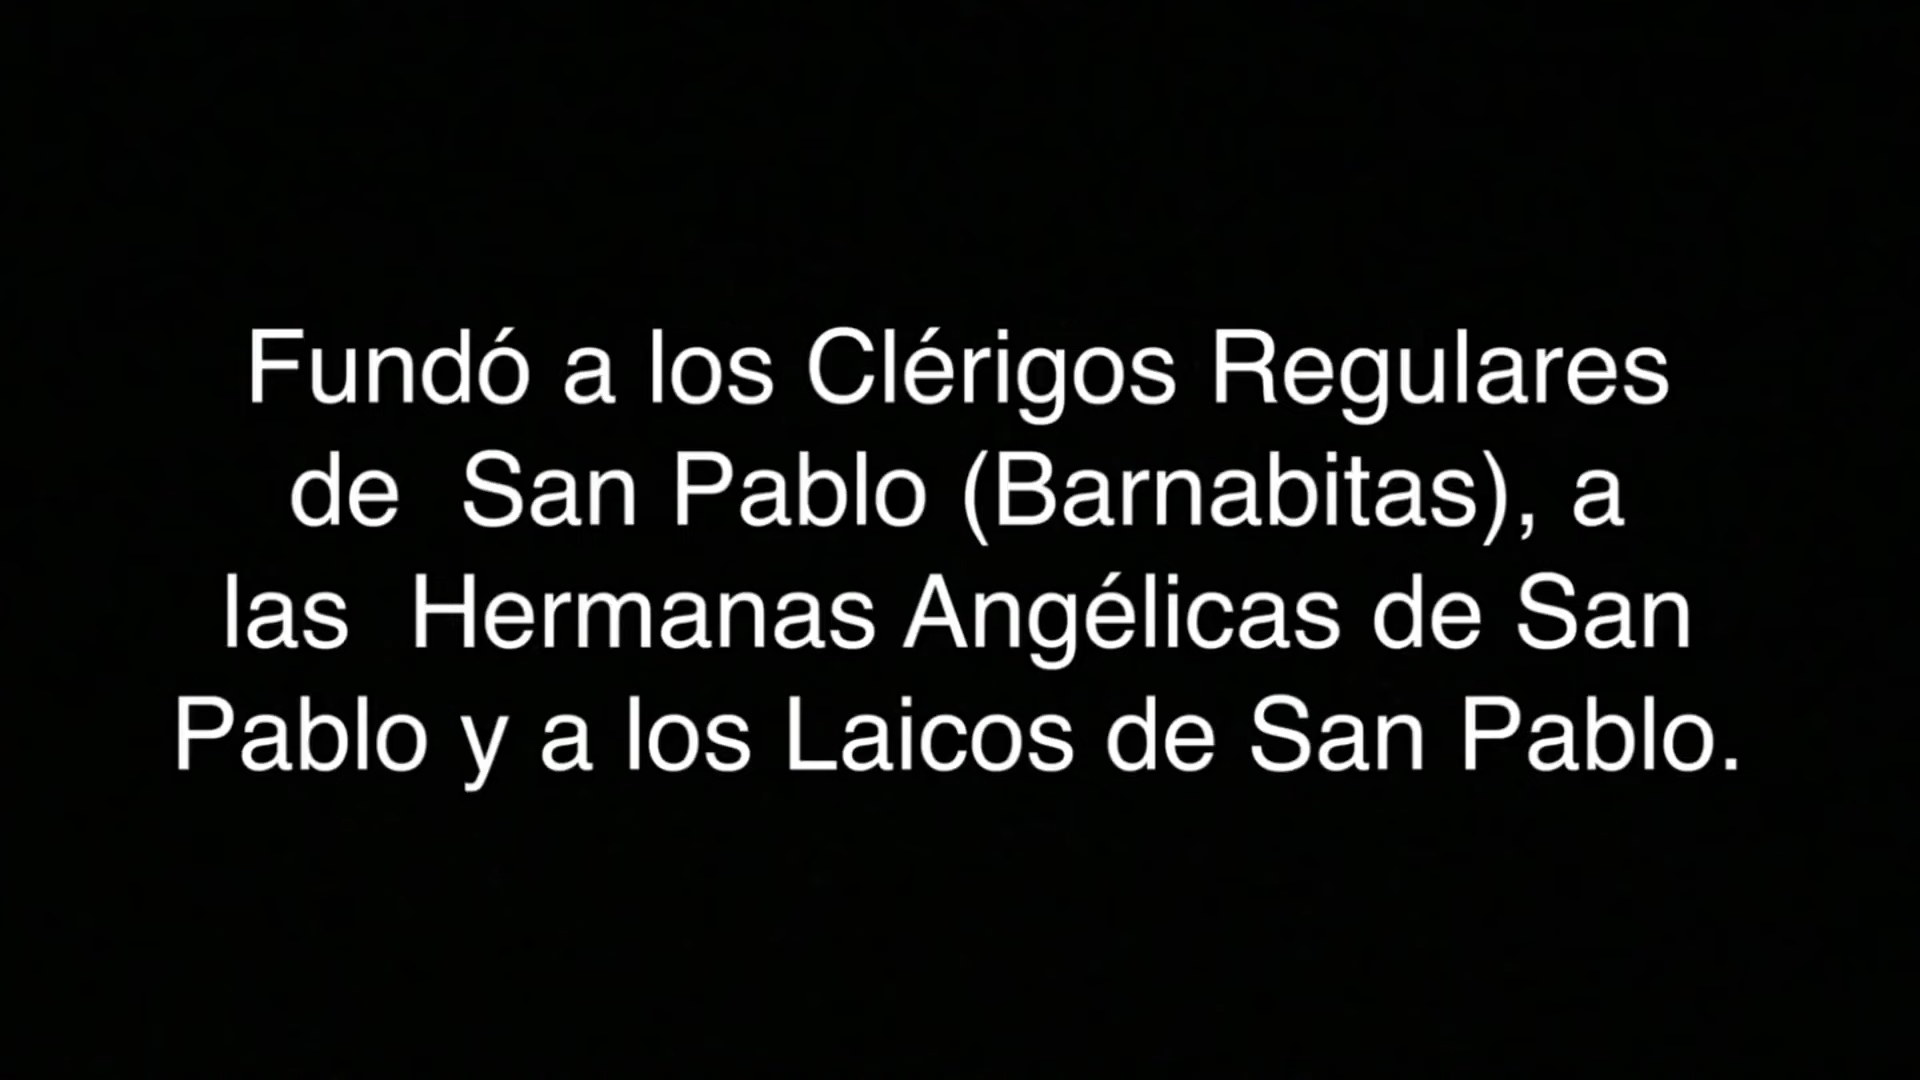 Fundó a los Clérigos Regulares
de  San Pablo (Barnabitas), a
las  Hermanas Angélicas de San
Pablo y a los Laicos de San Pablo.